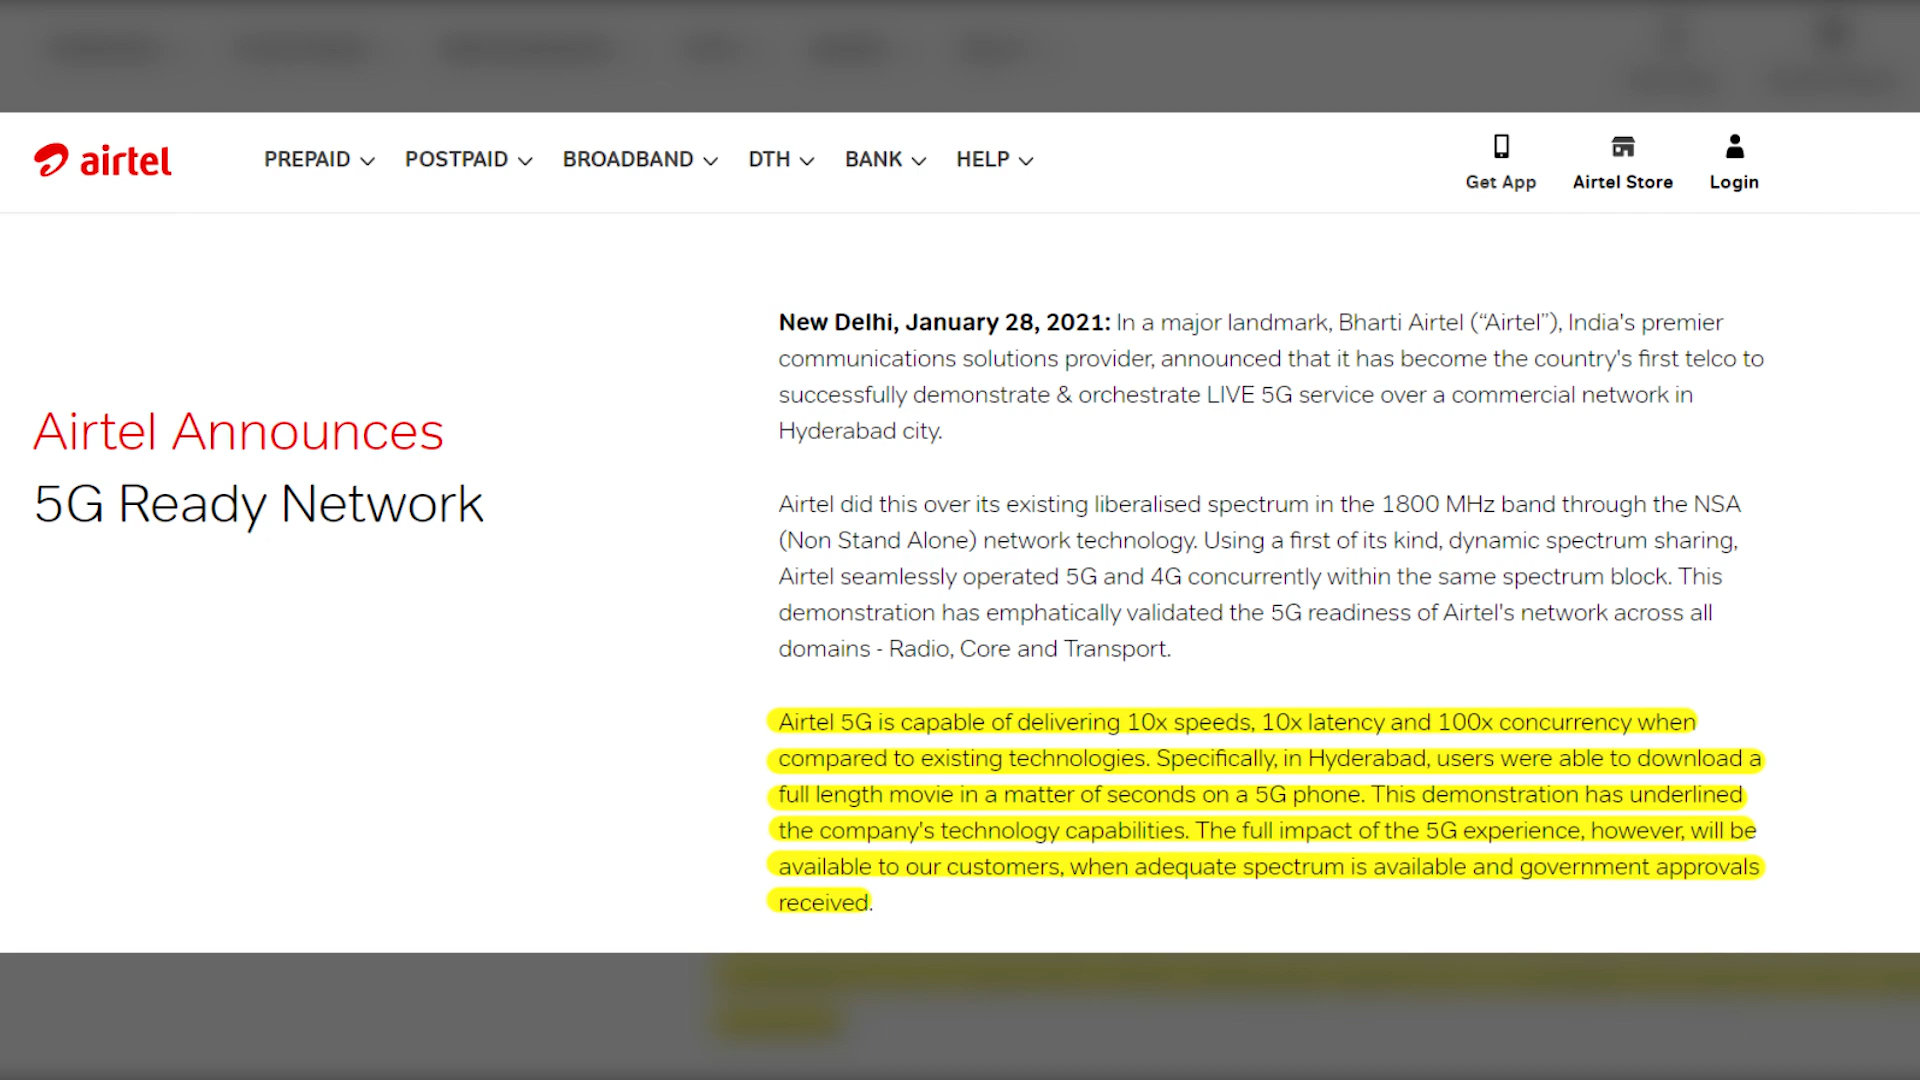 airtel
PREPAID
POSTPAID
BROADBAND
DTH
BANK
HELP
Get App
Airtel Store
Login
Airtel Announces
5G Ready Network
New Delhi, January 28, 2021: In a major landmark, Bharti Airtel (“Airtel”), India's premier
communications solutions provider, announced that it has become the country's first telco to
successfully demonstrate & orchestrate LIVE 5G service over a commercial network in
Hyderabad city.
Airtel did this over its existing liberalised spectrum in the 1800 MHz band through the NSA
(Non Stand Alone) network technology. Using a first of its kind, dynamic spectrum sharing,
Airtel seamlessly operated 5G and 4G concurrently within the same spectrum block. This
demonstration has emphatically validated the 5G readiness of Airtel's network across all
domains - Radio, Core and Transport.
Airtel 5G is capable of delivering 10x speeds, 10x latency and 100x concurrency when
compared to existing technologies. Specifically, in Hyderabad, users were able to download a
full length movie in a matter of seconds on a 5G phone. This demonstration has underlined
the company's technology capabilities. The full impact of the 5G experience, however, will be
available to our customers, when adequate spectrum is available and government approvals
received.